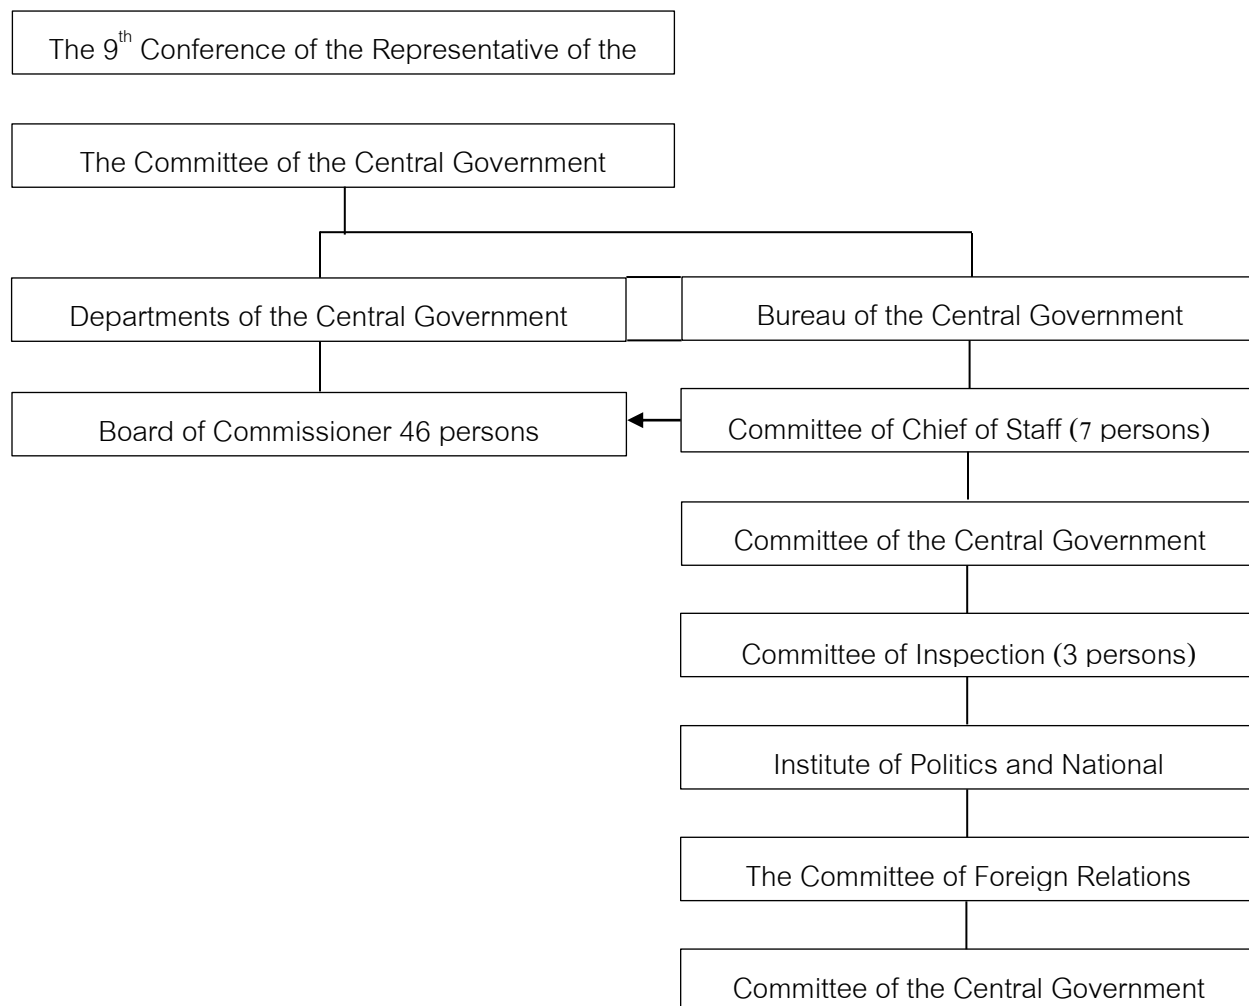 The 9th Conference of the Representative of the
The Committee of the Central Government
Departments of the Central Government
Bureau of the Central Government
Board of Commissioner 46 persons
Committee of Chief of Staff (7 persons)
Committee of the Central Government
Committee of Inspection (3 persons)
Institute of Politics and National
The Committee of Foreign Relations
Committee of the Central Government